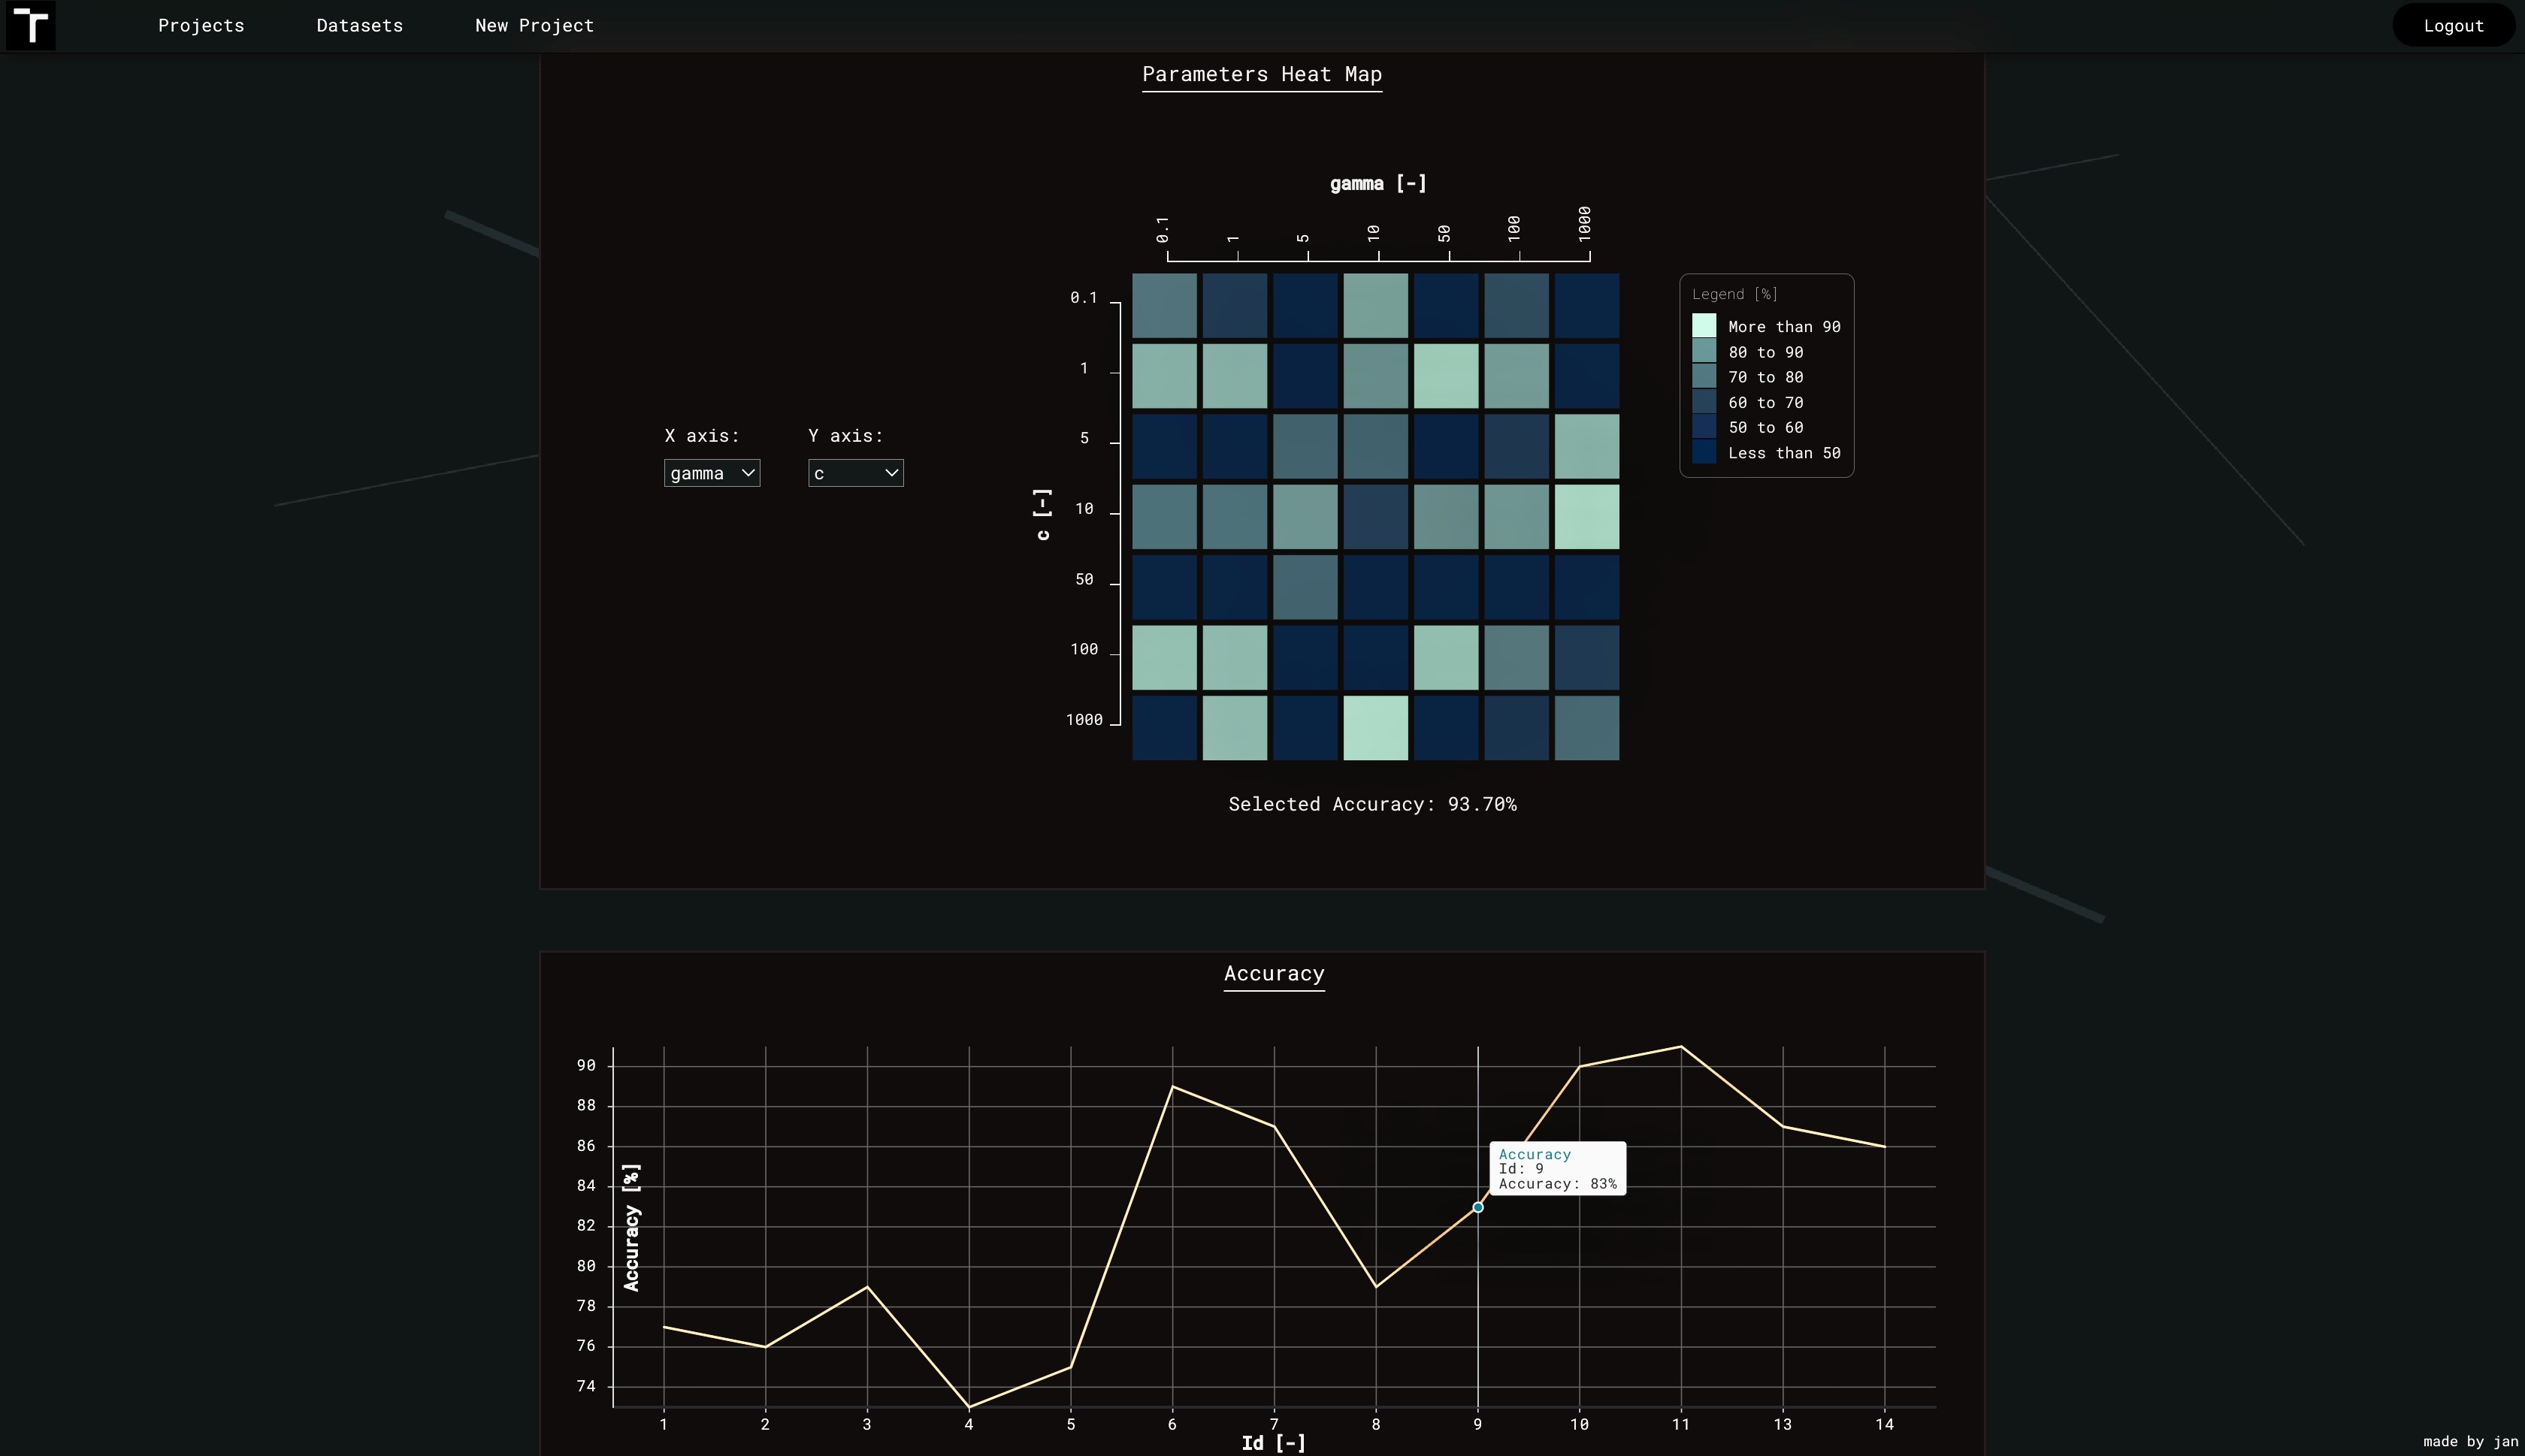 Projects Datasets New Project Logout
Parameters Heat Map
gamma [-]
0.1 1 5 10 50 100 1000
X axis: Y axis:
gamma c
c [-]
0.1
1
5
10
50
100
1000
Legend [%]
More than 90
80 to 90
70 to 80
60 to 70
50 to 60
Less than 50
Selected Accuracy: 93.70%
Accuracy
Accuracy [%]
90
88
86
84
82
80
78
76
74
Accuracy
Id: 9
Accuracy: 83%
1 2 3 4 5 6 7 8 9 10 11 13 14
Id [-]
made by jan